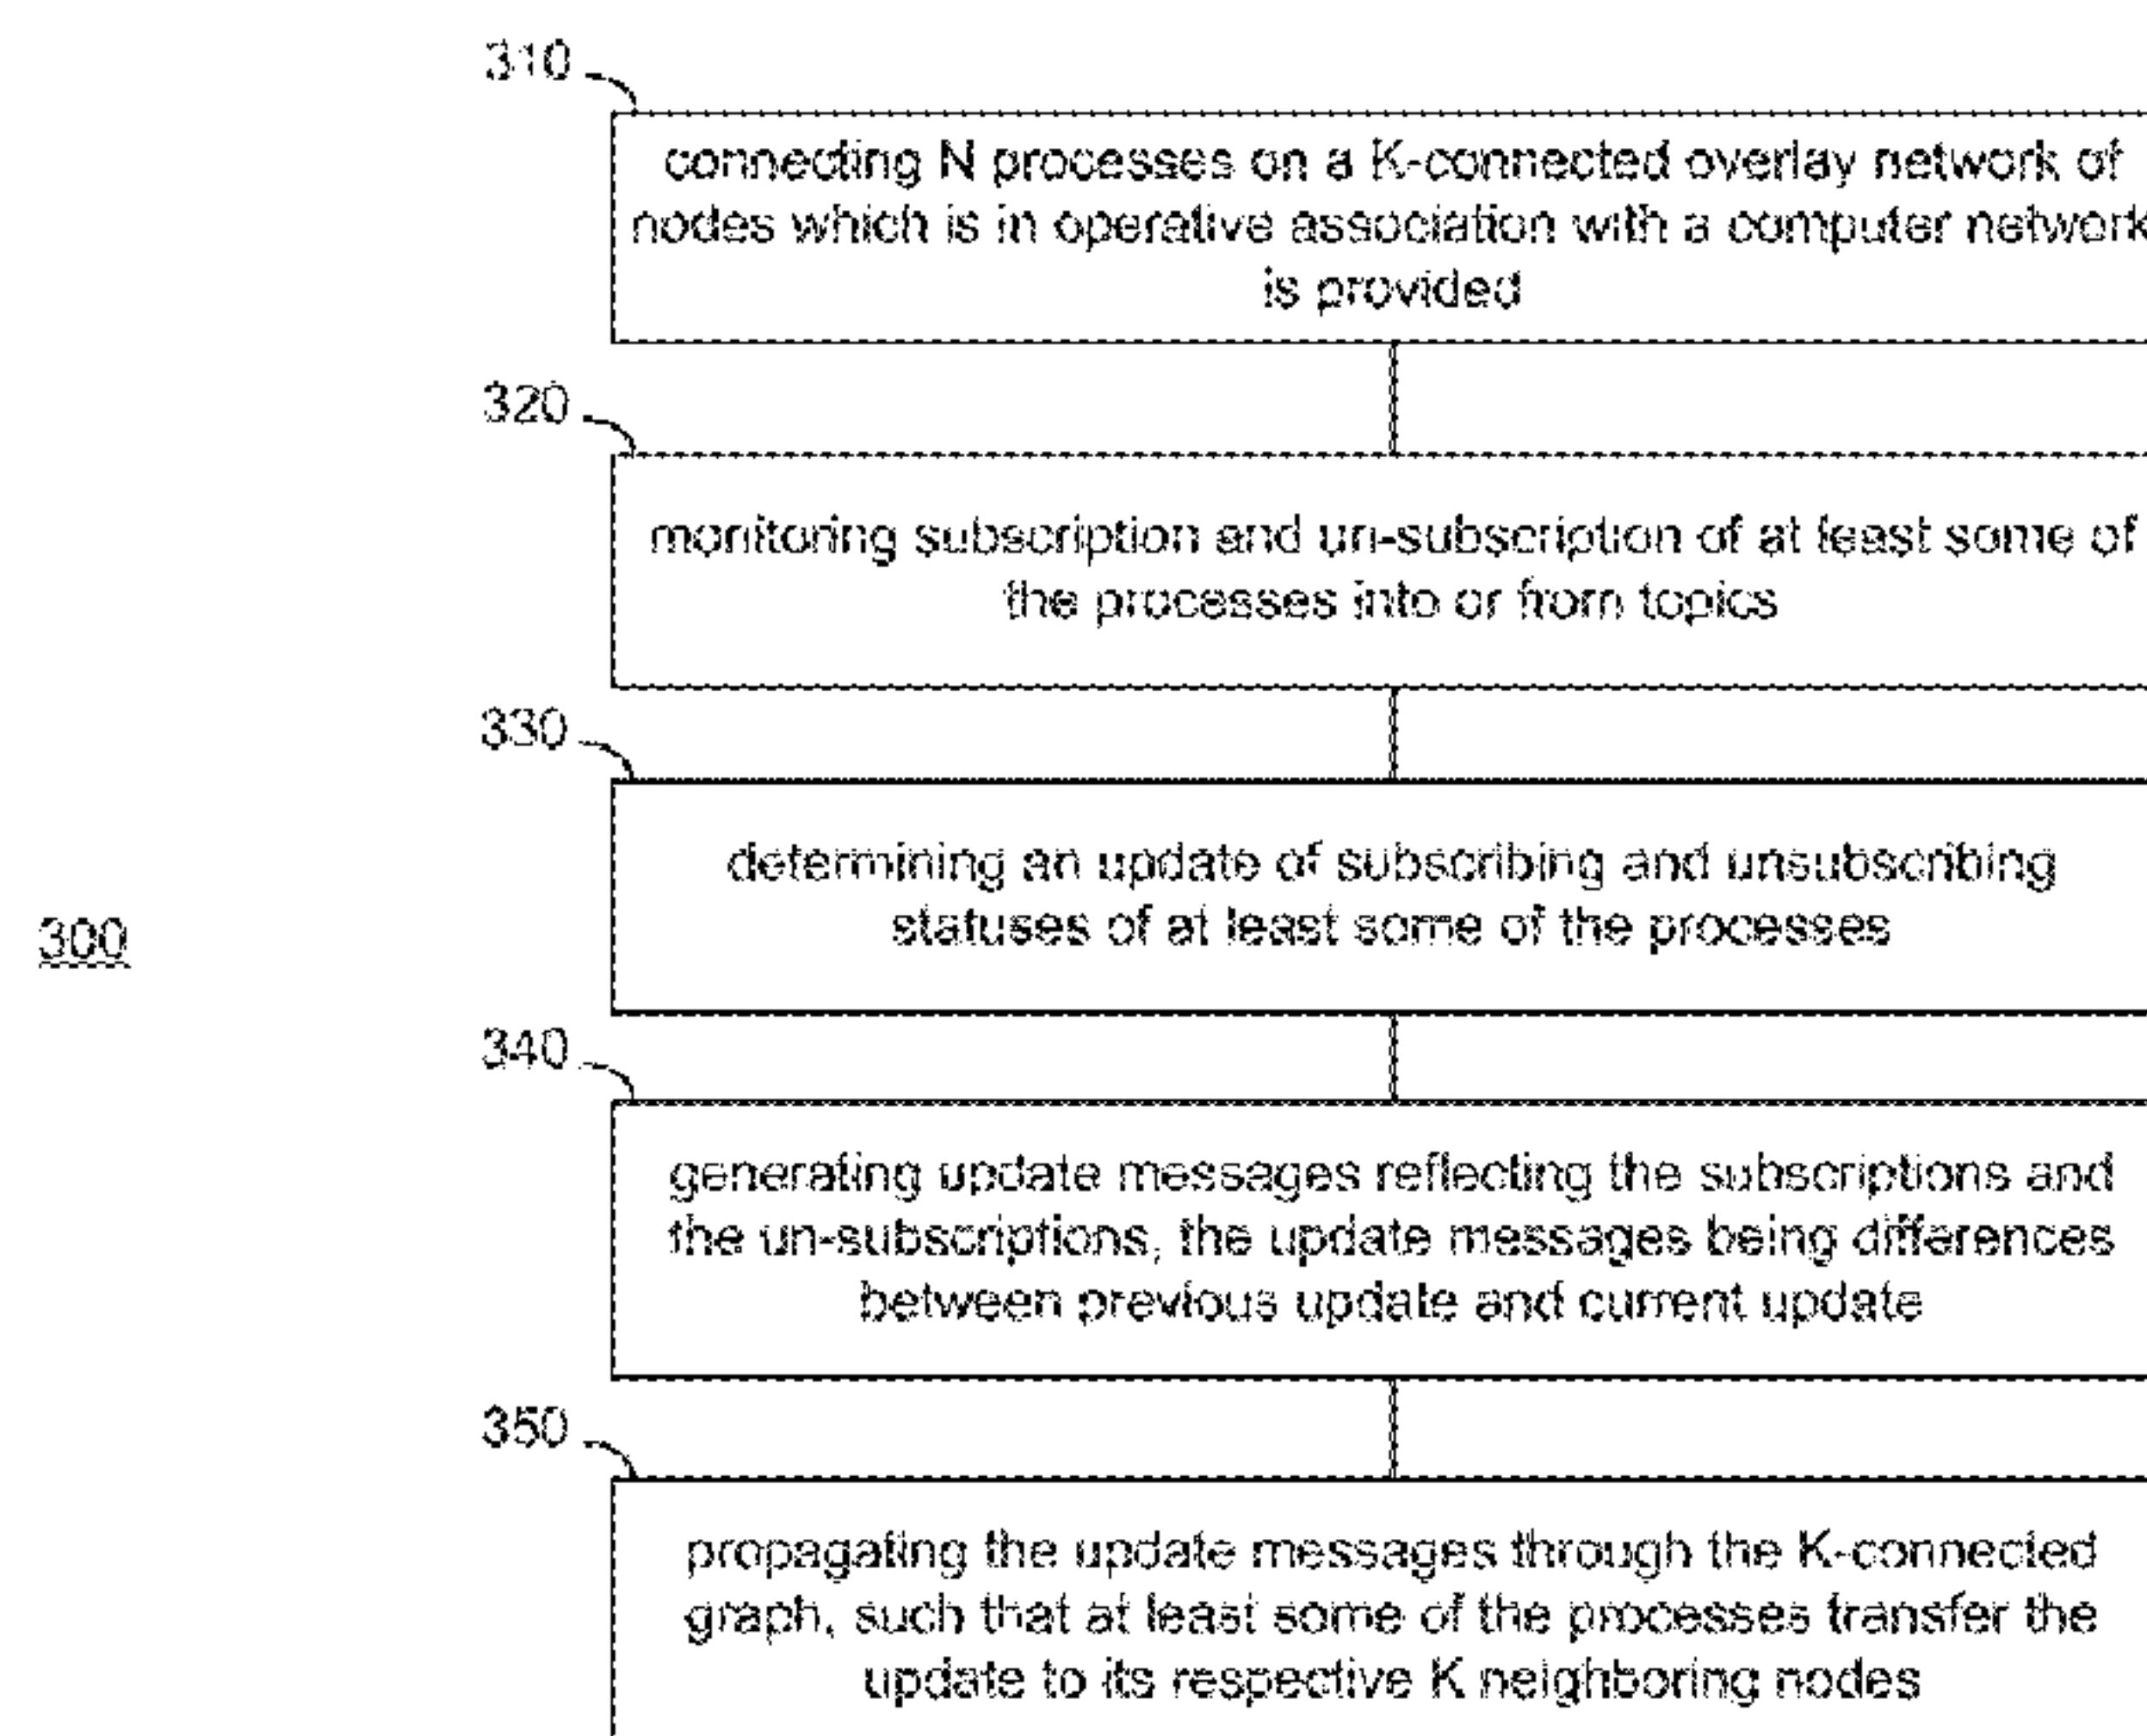 310
connecting N processes on a K-connected overlay network of
nodes which is in operative association with a computer network
is provided
320
monitoring subscription and un-subscription of at least some of
the processes into or from topics
330
determining an update of subscribing and unsubscribing
statuses of at least some of the processes
300
340
generating update messages reflecting the subscriptions and
the un-subscriptions, the update messages being differences
between previous update and current update
350
propagating the update messages through the K-connected
graph, such that at least some of the processes transfer the
update to its respective K neighboring nodes